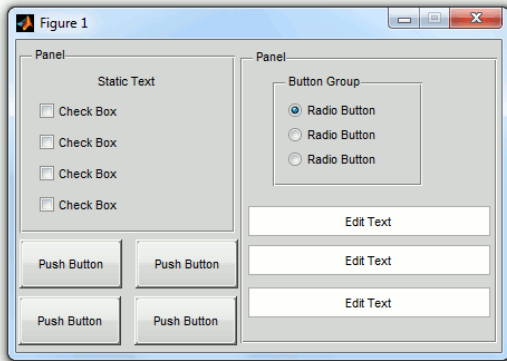 Figure 1
Panel
Static Text
Check Box
Check Box
Check Box
Check Box
Push Button
Push Button
Push Button
Push Button
Panel
Button Group
Radio Button
Radio Button
Radio Button
Edit Text
Edit Text
Edit Text